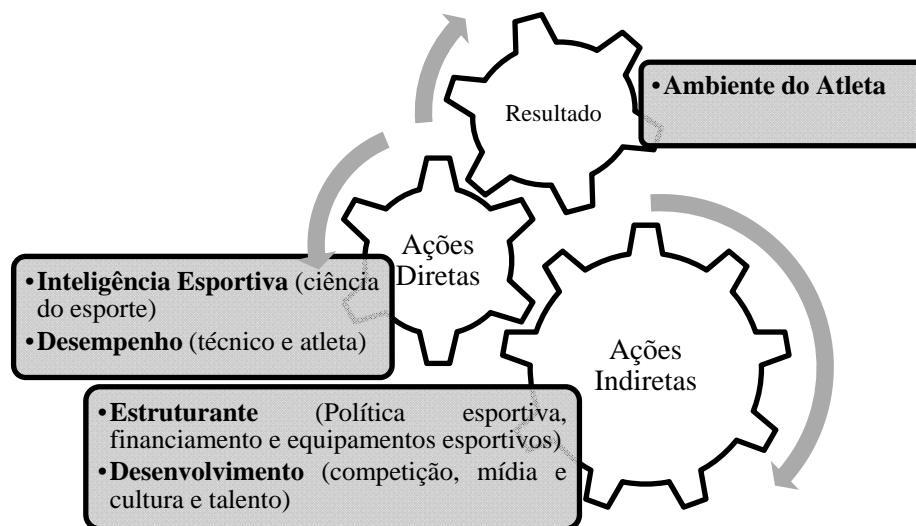 Resultado
•Ambiente do Atleta
Ações
Diretas
•Inteligência Esportiva (ciência
do esporte)
•Desempenho (técnico e atleta)
Ações
Indiretas
•Estruturante (Política esportiva,
financiamento e equipamentos esportivos)
•Desenvolvimento (competição, mídia e
cultura e talento)